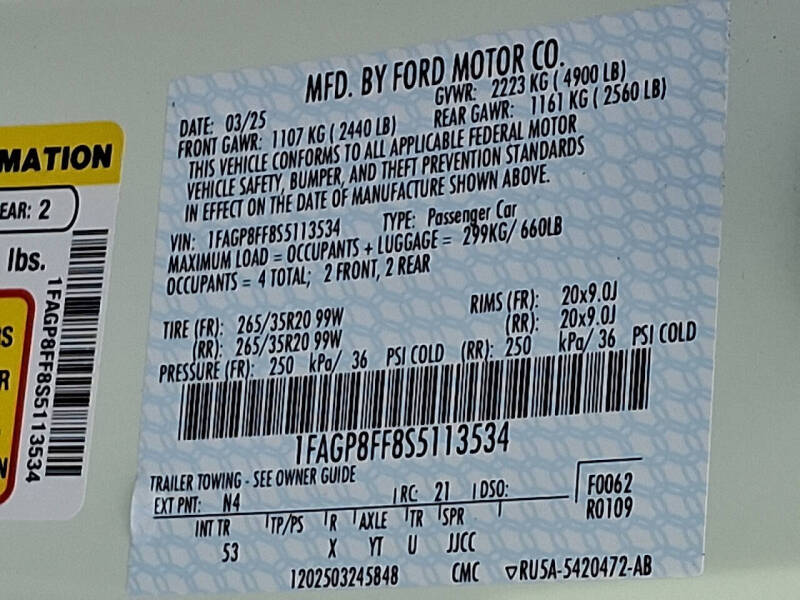 MATION
EAR: 2
lbs.
1FAGP8FF8S5113534
S
R
N
MFD. BY FORD MOTOR CO.
DATE: 03/25 GVWR: 2223 KG ( 4900 LB)
FRONT GAWR: 1107 KG ( 2440 LB) REAR GAWR: 1161 KG ( 2560 LB)
THIS VEHICLE CONFORMS TO ALL APPLICABLE FEDERAL MOTOR
VEHICLE SAFETY, BUMPER, AND THEFT PREVENTION STANDARDS
IN EFFECT ON THE DATE OF MANUFACTURE SHOWN ABOVE.
VIN: 1FAGP8FF8S5113534 TYPE: Passenger Car
MAXIMUM LOAD = OCCUPANTS + LUGGAGE = 299KG/ 660LB
OCCUPANTS = 4 TOTAL; 2 FRONT, 2 REAR
TIRE (FR): 265/35R20 99W RIMS (FR): 20x9.0J
(RR): 265/35R20 99W (RR): 20x9.0J
PRESSURE (FR): 250 kPa/ 36 PSI COLD (RR): 250 kPa/ 36 PSI COLD
1FAGP8FF8S5113534
TRAILER TOWING - SEE OWNER GUIDE
EXT PNT: N4 RC: 21 DSO: F0062
R0109
INT TR TP/PS R AXLE TR SPR
53 X YT U JJCC
1202503245848 CMC ▽RU5A-5420472-AB